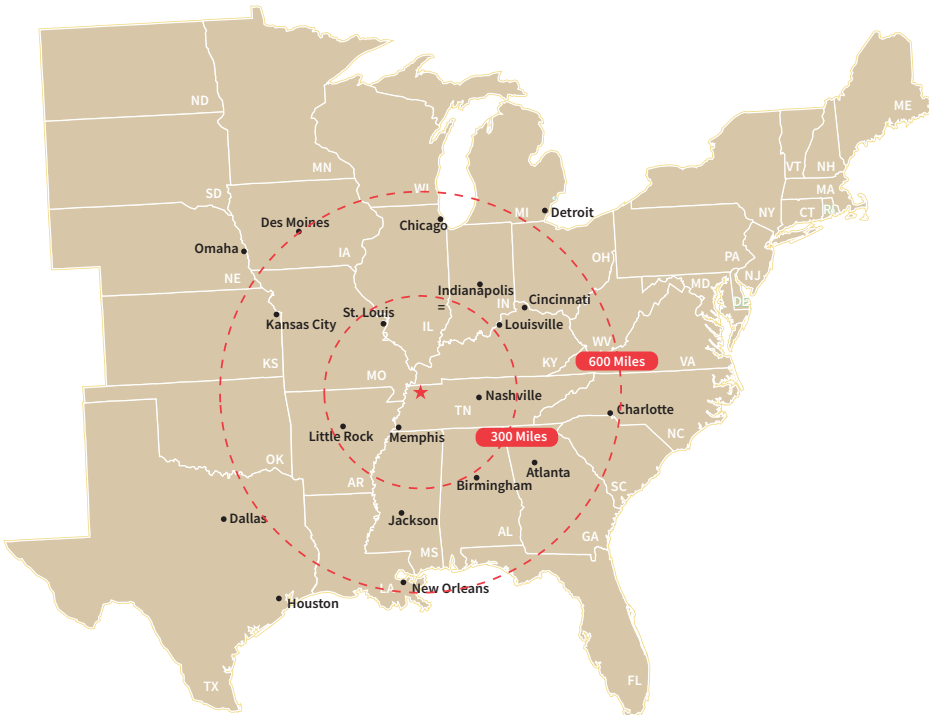 ME
ND
VT
NH
MN
MA
WI
SD
RI
NY
CT
MI
Detroit
Des Moines
Chicago
Omaha
IA
OH
PA
NE
NJ
MD
Indianapolis
IN
Cincinnati
DE
=
St. Louis
Kansas City
IL
Louisville
WV
KS
KY
600 Miles
VA
MO
Nashville
TN
Charlotte
Little Rock
Memphis
300 Miles
NC
OK
Atlanta
AR
Birmingham
SC
Dallas
Jackson
AL
GA
MS
LA
New Orleans
Houston
TX
FL